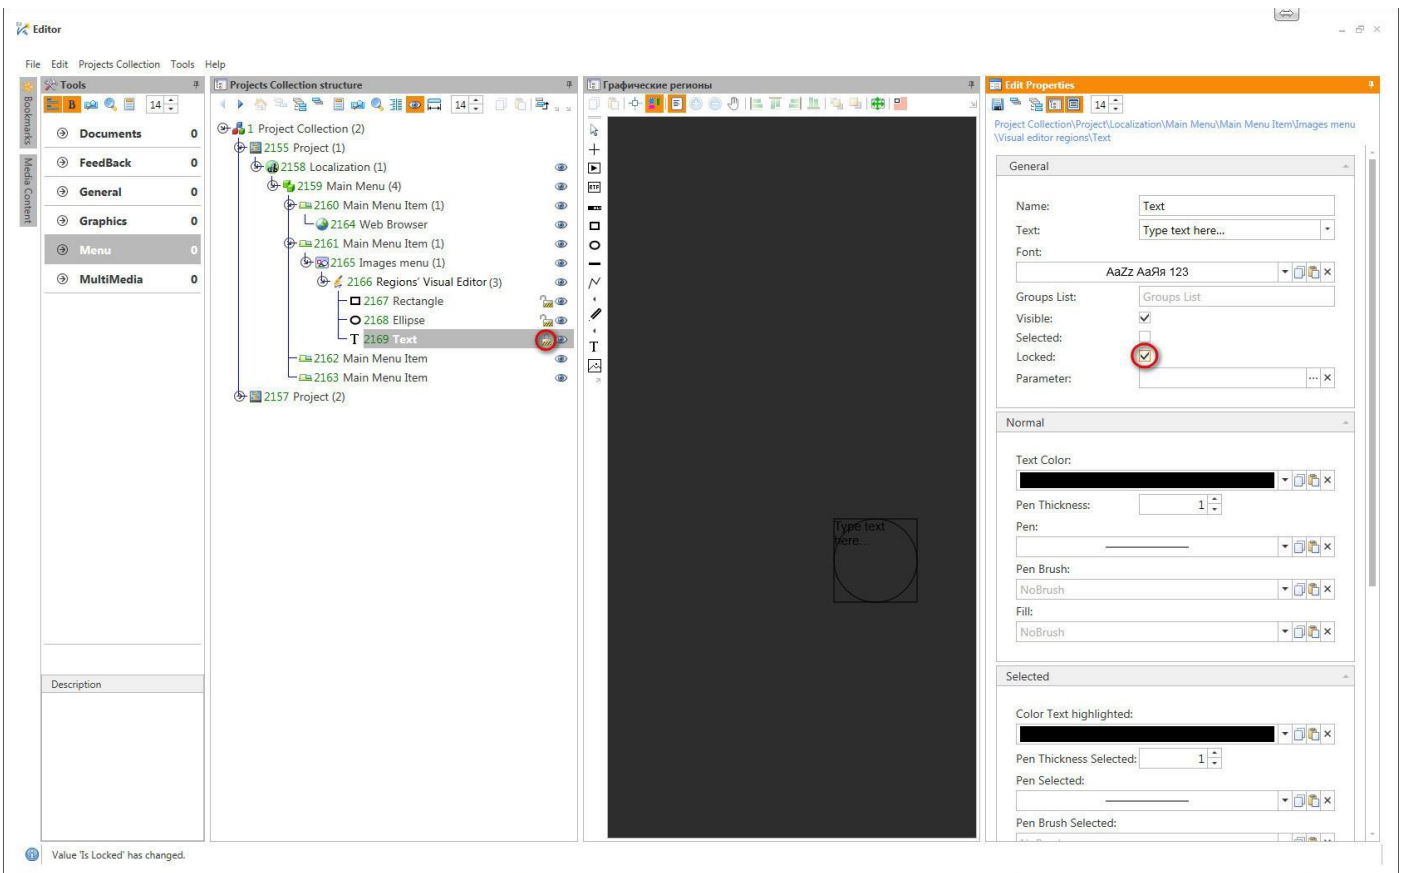 Editor
File Edit Projects Collection Tools Help
Bookmarks
Media Content
Tools
B 14
Documents 0
FeedBack 0
General 0
Graphics 0
Menu 0
MultiMedia 0
Description
Projects Collection structure
14
1 Project Collection (2)
2155 Project (1)
2158 Localization (1)
2159 Main Menu (4)
2160 Main Menu Item (1)
2164 Web Browser
2161 Main Menu Item (1)
2165 Images menu (1)
2166 Regions' Visual Editor (3)
2167 Rectangle
2168 Ellipse
T 2169 Text
2162 Main Menu Item
2163 Main Menu Item
2157 Project (2)
Графические регионы
RTF
T
Type text
here...
Edit Properties
14
Project Collection\Project\Localization\Main Menu\Main Menu Item\Images menu
\Visual editor regions\Text
General
Name: Text
Text: Type text here...
Font:
AaZz АаЯя 123
Groups List: Groups List
Visible:
Selected:
Locked:
Parameter:
Normal
Text Color:
Pen Thickness: 1
Pen:
Pen Brush:
NoBrush
Fill:
NoBrush
Selected
Color Text highlighted:
Pen Thickness Selected: 1
Pen Selected:
Pen Brush Selected:
Value 'Is Locked' has changed.